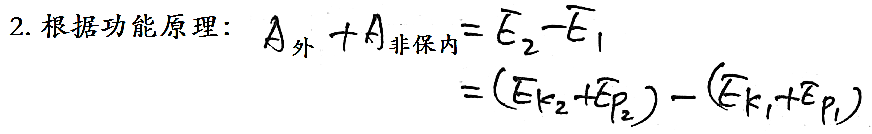 2. 根据功能原理: A外 + A非保内 = E₂ - E₁
= (Ek₂ + Ep₂) - (Ek₁ + Ep₁)